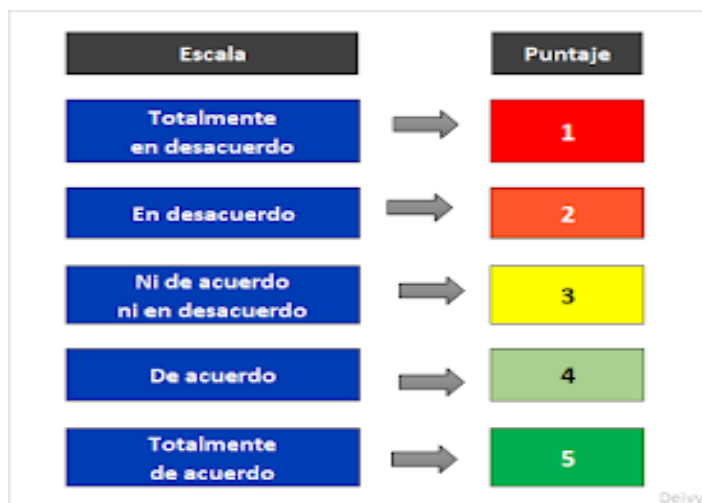 Escala Puntaje
Totalmente
en desacuerdo
1
En desacuerdo
2
Ni de acuerdo
ni en desacuerdo
3
De acuerdo
4
Totalmente
de acuerdo
5
Deivv